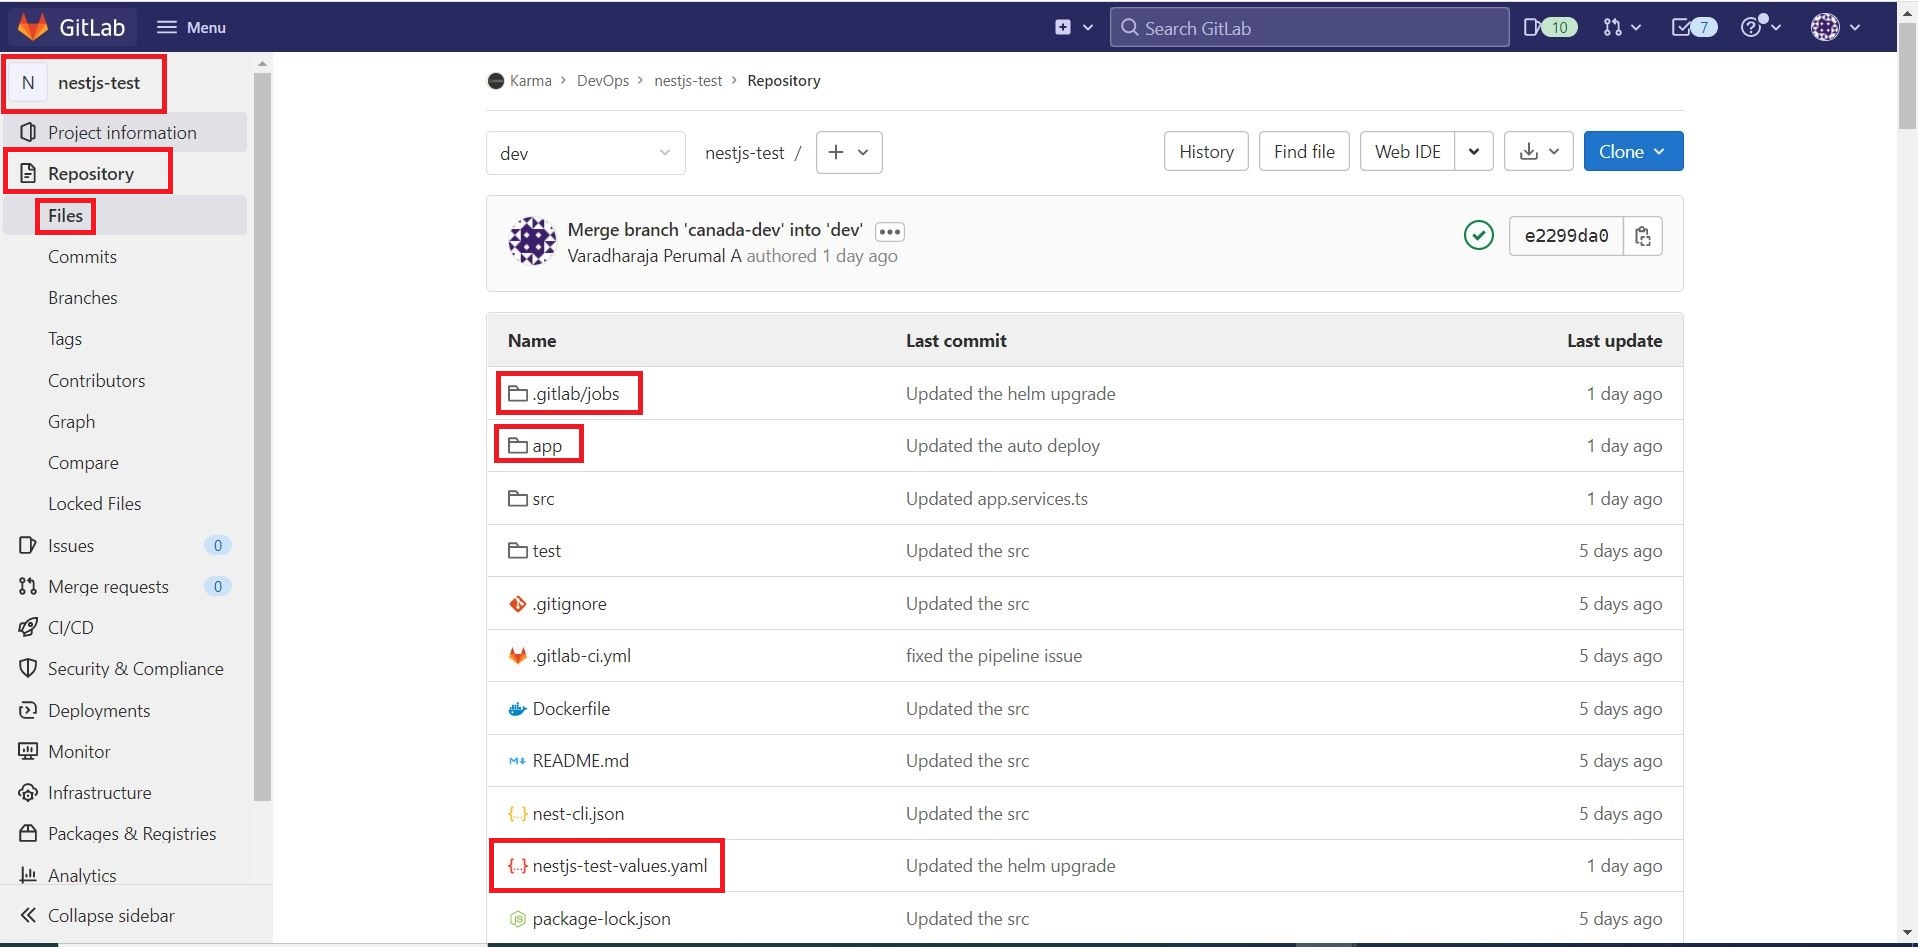 GitLab Menu Search GitLab 10 7
N nestjs-test
Project information
Repository
Files
Commits
Branches
Tags
Contributors
Graph
Compare
Locked Files
Issues 0
Merge requests 0
CI/CD
Security & Compliance
Deployments
Monitor
Infrastructure
Packages & Registries
Analytics
Collapse sidebar
Karma > DevOps > nestjs-test > Repository
dev nestjs-test / + History Find file Web IDE Clone
Merge branch 'canada-dev' into 'dev' •••
Varadharaja Perumal A authored 1 day ago
e2299da0
Name Last commit Last update
.gitlab/jobs Updated the helm upgrade 1 day ago
app Updated the auto deploy 1 day ago
src Updated app.services.ts 1 day ago
test Updated the src 5 days ago
.gitignore Updated the src 5 days ago
.gitlab-ci.yml fixed the pipeline issue 5 days ago
Dockerfile Updated the src 5 days ago
README.md Updated the src 5 days ago
nest-cli.json Updated the src 5 days ago
nestjs-test-values.yaml Updated the helm upgrade 1 day ago
package-lock.json Updated the src 5 days ago